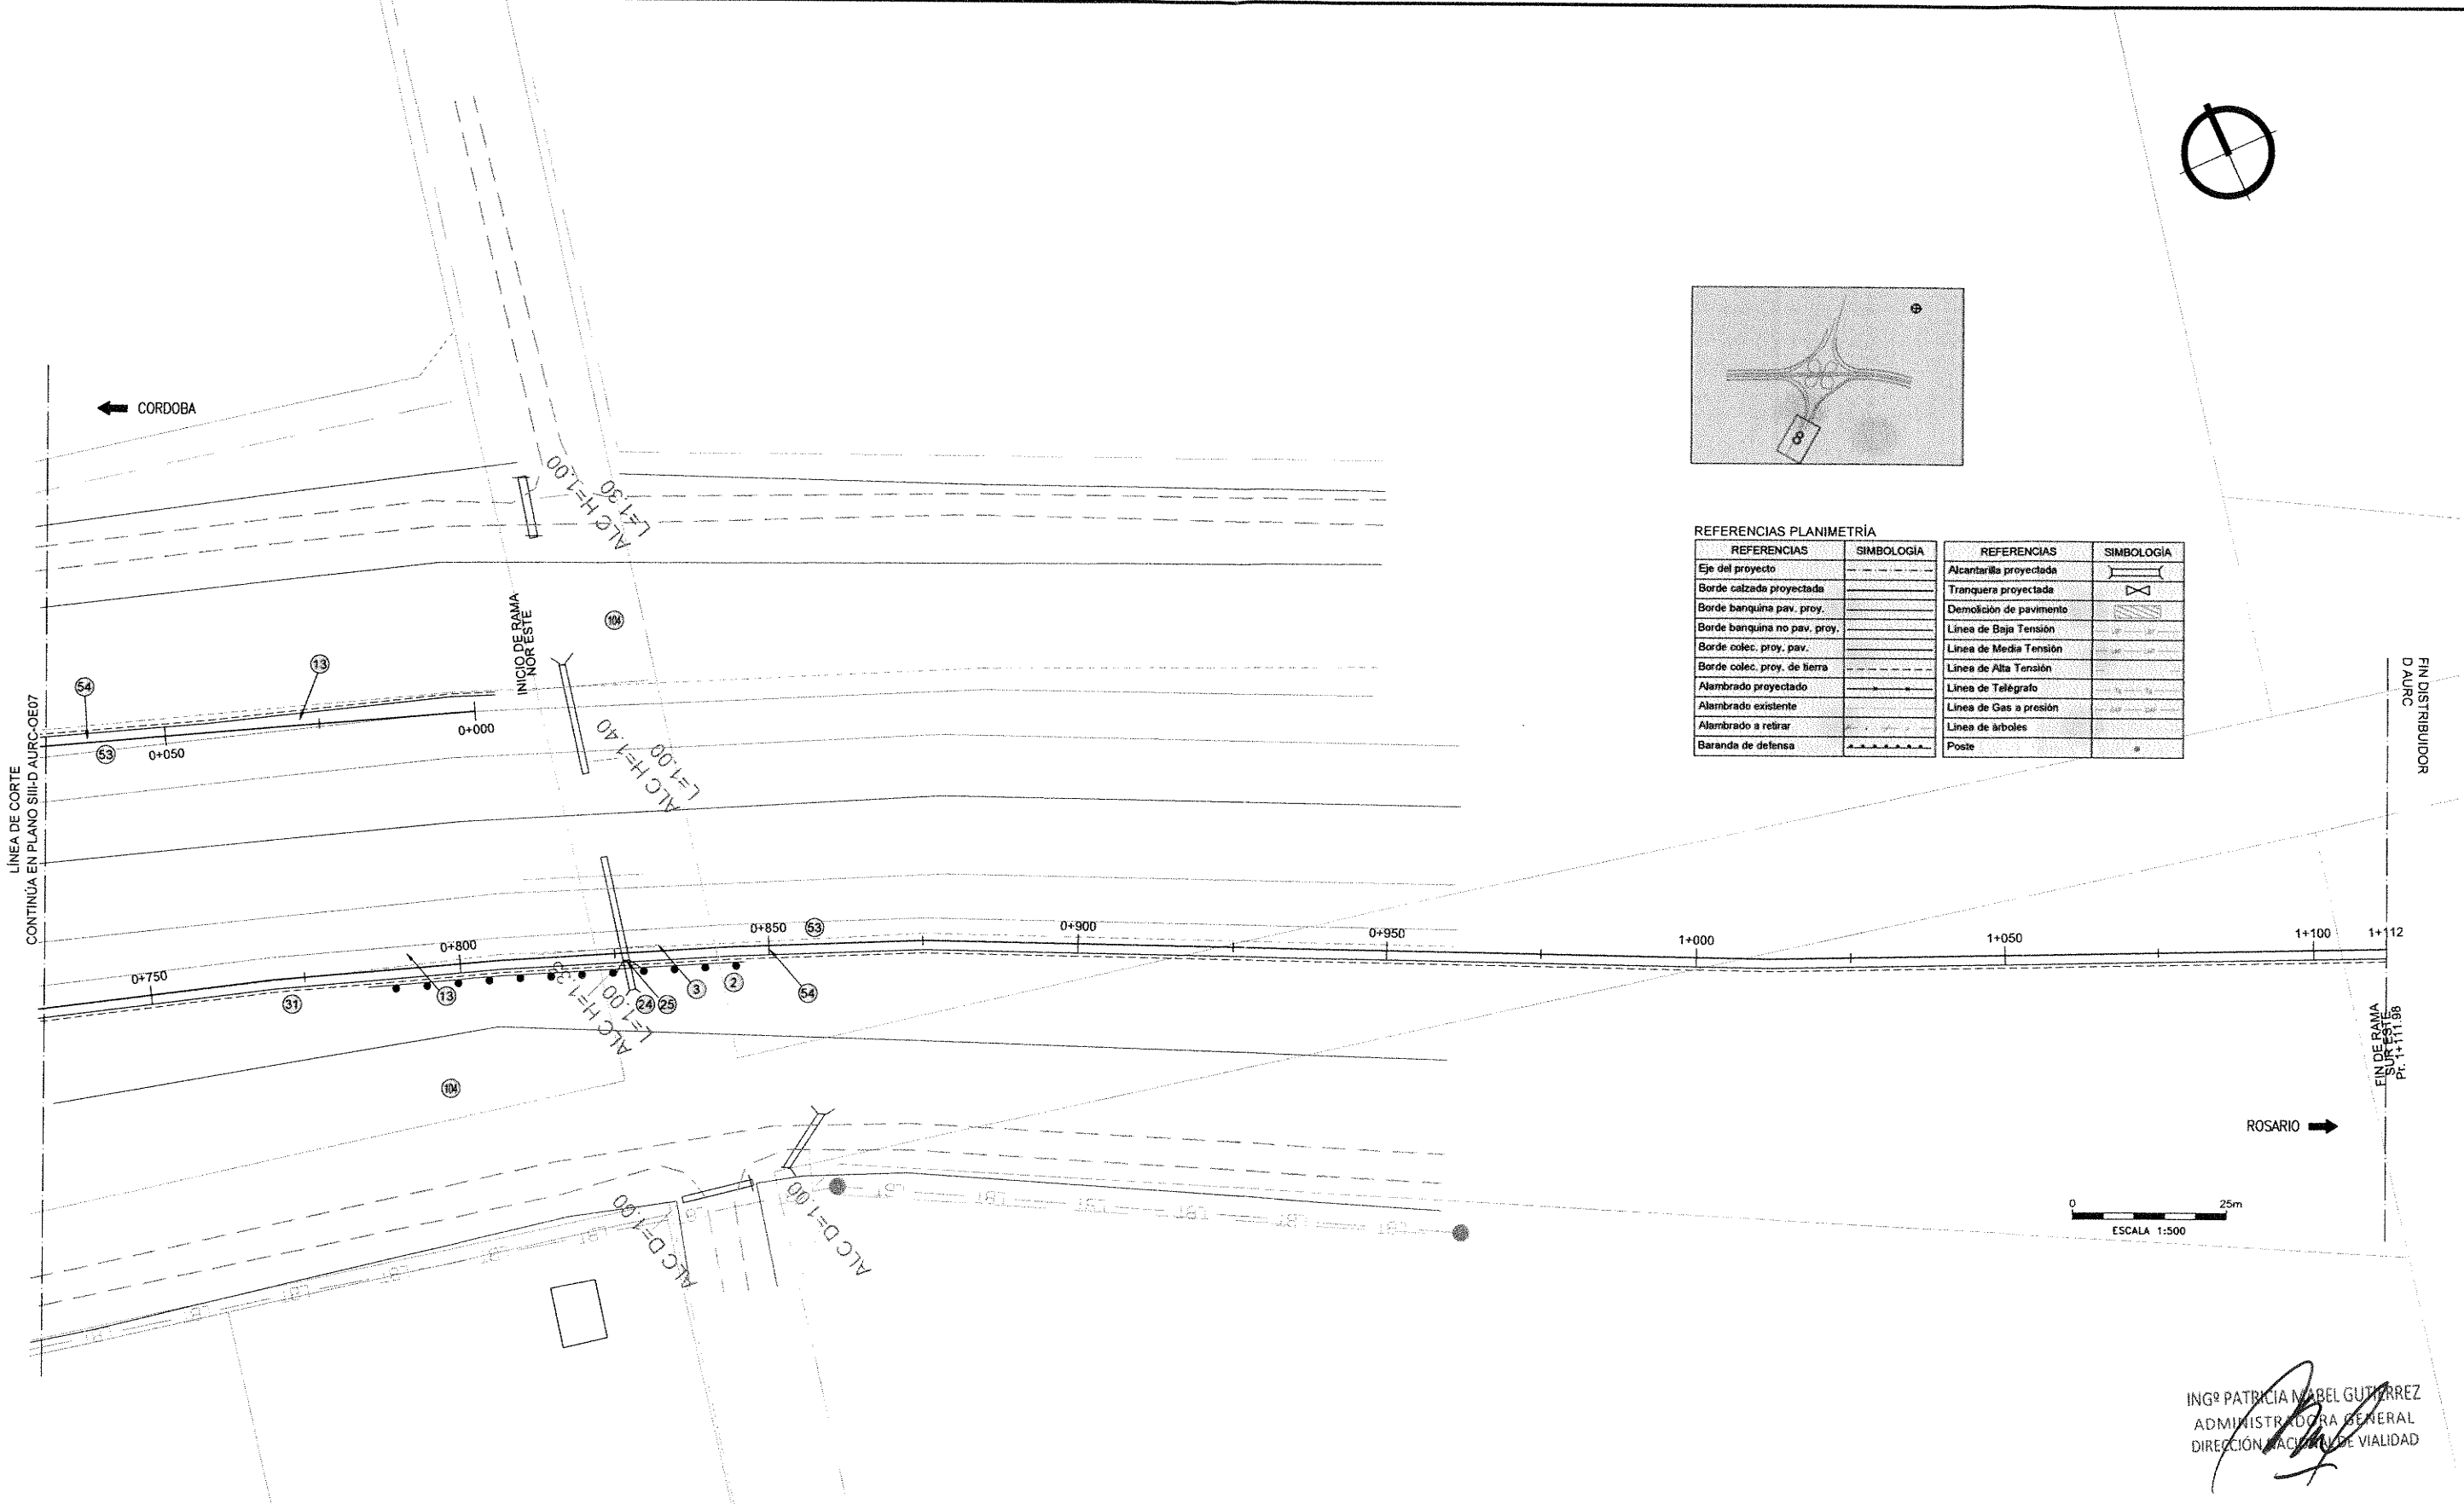 CORDOBA
LÍNEA DE CORTE
CONTINÚA EN PLANO SIII-D AURC-OE07
54
13
53
0+050
0+000
INICIO DE RAMA
NOR ESTE
104
ALC H=1.00
L=1.30
ALC H=1.40
L=1.00
8
REFERENCIAS PLANIMETRÍA
REFERENCIAS SIMBOLOGÍA REFERENCIAS SIMBOLOGÍA
Eje del proyecto Alcantarilla proyectada
Borde calzada proyectada Tranquera proyectada
Borde banquina pav. proy. Demolición de pavimento
Borde banquina no pav. proy. Línea de Baja Tensión
Borde colec. proy. pav. Línea de Media Tensión
Borde colec. proy. de tierra Línea de Alta Tensión
Alambrado proyectado Línea de Telégrafo
Alambrado existente Línea de Gas a presión
Alambrado a retirar Línea de árboles
Baranda de defensa Poste
FIN DISTRIBUIDOR
D AURC
0+750
0+800
0+850
53
0+900
0+950
1+000
1+050
1+100
1+112
31
13
24
25
3
2
54
L=1.00
104
FIN DE RAMA
SUR ESTE
Pr. 1+111.98
ROSARIO
ALC D=1.00
ALC D=1.00
LBT LBT LBT LBT LBT LBT
0 25m
ESCALA 1:500
INGº PATRICIA MABEL GUTIERREZ
ADMINISTRADORA GENERAL
DIRECCIÓN NACIONAL DE VIALIDAD